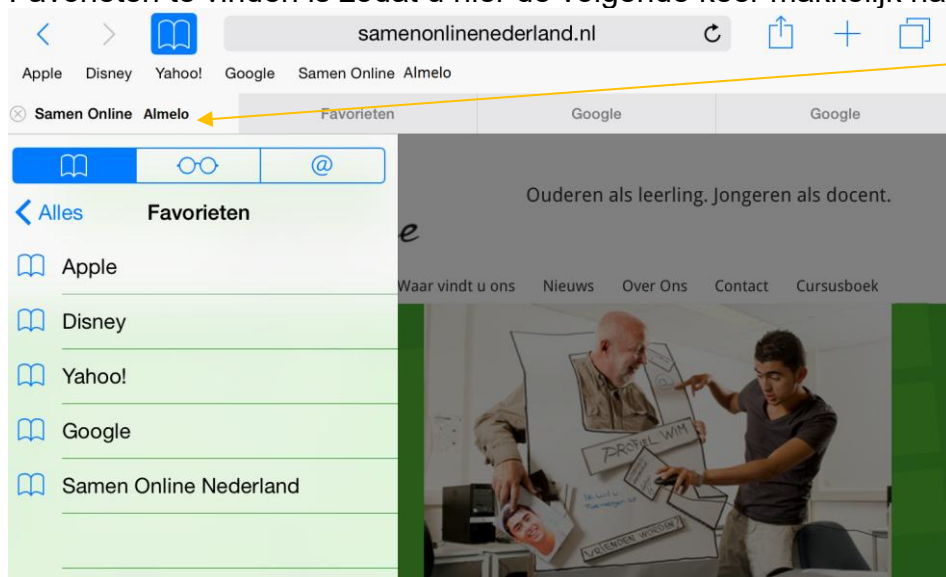 Favorieten te vinden is zodat u hier de volgende keer makkelijk na
samenonlinenederland.nl
Apple Disney Yahoo! Google Samen Online Almelo
Samen Online Almelo Favorieten Google Google
@
Ouderen als leerling. Jongeren als docent.
Alles Favorieten
e
Apple
Waar vindt u ons Nieuws Over Ons Contact Cursusboek
Disney
Yahoo!
Google
PROFIEL WIM
Samen Online Nederland
VRIENDEN WORDEN?